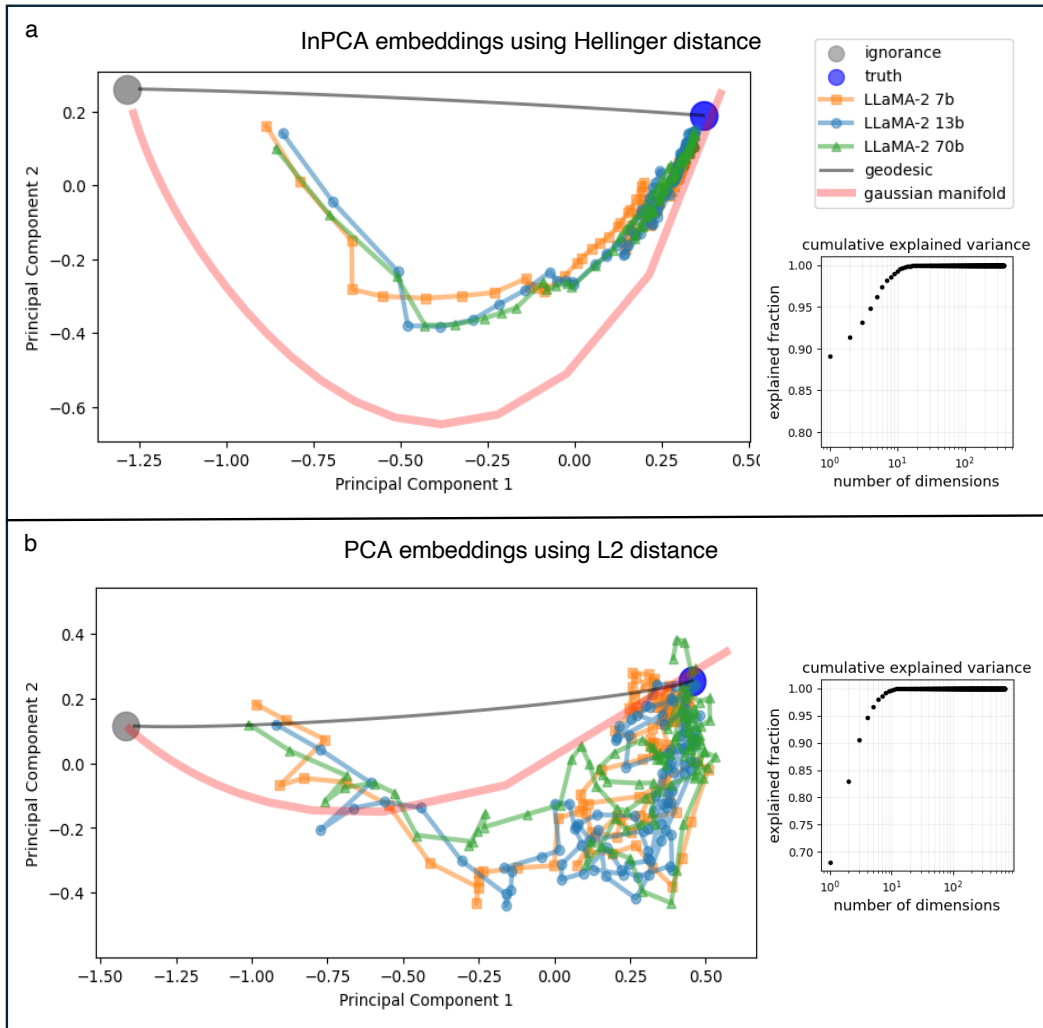 a
InPCA embeddings using Hellinger distance
ignorance
truth
LLaMA-2 7b
LLaMA-2 13b
LLaMA-2 70b
geodesic
gaussian manifold
Principal Component 2
0.2
0.0
−0.2
−0.4
−0.6
−1.25
−1.00
−0.75
−0.50
−0.25
0.00
0.25
0.50
Principal Component 1
cumulative explained variance
explained fraction
1.00
0.95
0.90
0.85
0.80
10⁰
10¹
10²
number of dimensions
b
PCA embeddings using L2 distance
Principal Component 2
0.4
0.2
0.0
−0.2
−0.4
−1.50
−1.25
−1.00
−0.75
−0.50
−0.25
0.00
0.25
0.50
Principal Component 1
cumulative explained variance
explained fraction
1.00
0.95
0.90
0.85
0.80
0.75
0.70
10⁰
10¹
10²
number of dimensions